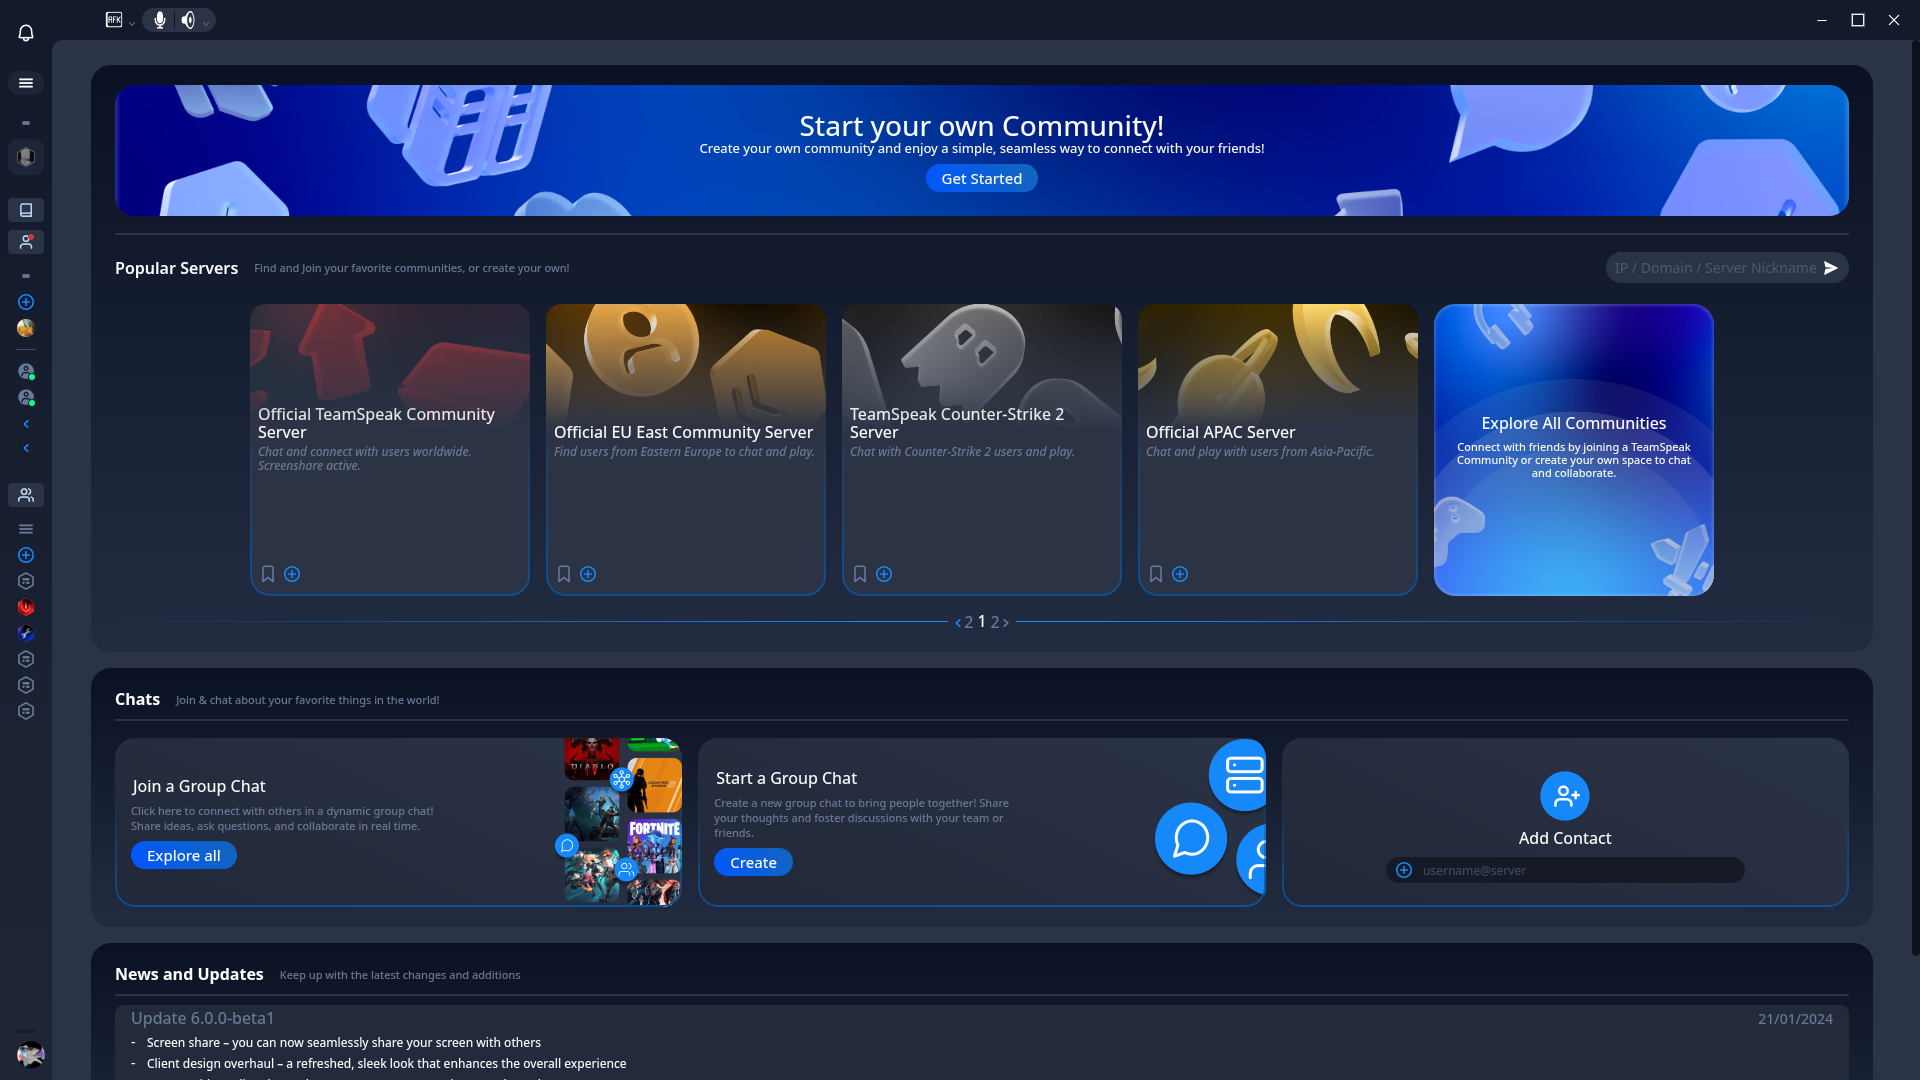 AFK
Start your own Community!
Create your own community and enjoy a simple, seamless way to connect with your friends!
Get Started
Popular Servers
Find and Join your favorite communities, or create your own!
IP / Domain / Server Nickname
Official TeamSpeak Community
Server
Chat and connect with users worldwide.
Screenshare active.
Official EU East Community Server
Find users from Eastern Europe to chat and play.
TeamSpeak Counter-Strike 2
Server
Chat with Counter-Strike 2 users and play.
Official APAC Server
Chat and play with users from Asia-Pacific.
Explore All Communities
Connect with friends by joining a TeamSpeak
Community or create your own space to chat
and collaborate.
2 1 2
Chats
Join & chat about your favorite things in the world!
Join a Group Chat
Click here to connect with others in a dynamic group chat!
Share ideas, ask questions, and collaborate in real time.
Explore all
DIABLO
FORTNITE
Start a Group Chat
Create a new group chat to bring people together! Share
your thoughts and foster discussions with your team or
friends.
Create
Add Contact
username@server
News and Updates
Keep up with the latest changes and additions
Update 6.0.0-beta1
21/01/2024
- Screen share – you can now seamlessly share your screen with others
- Client design overhaul – a refreshed, sleek look that enhances the overall experience